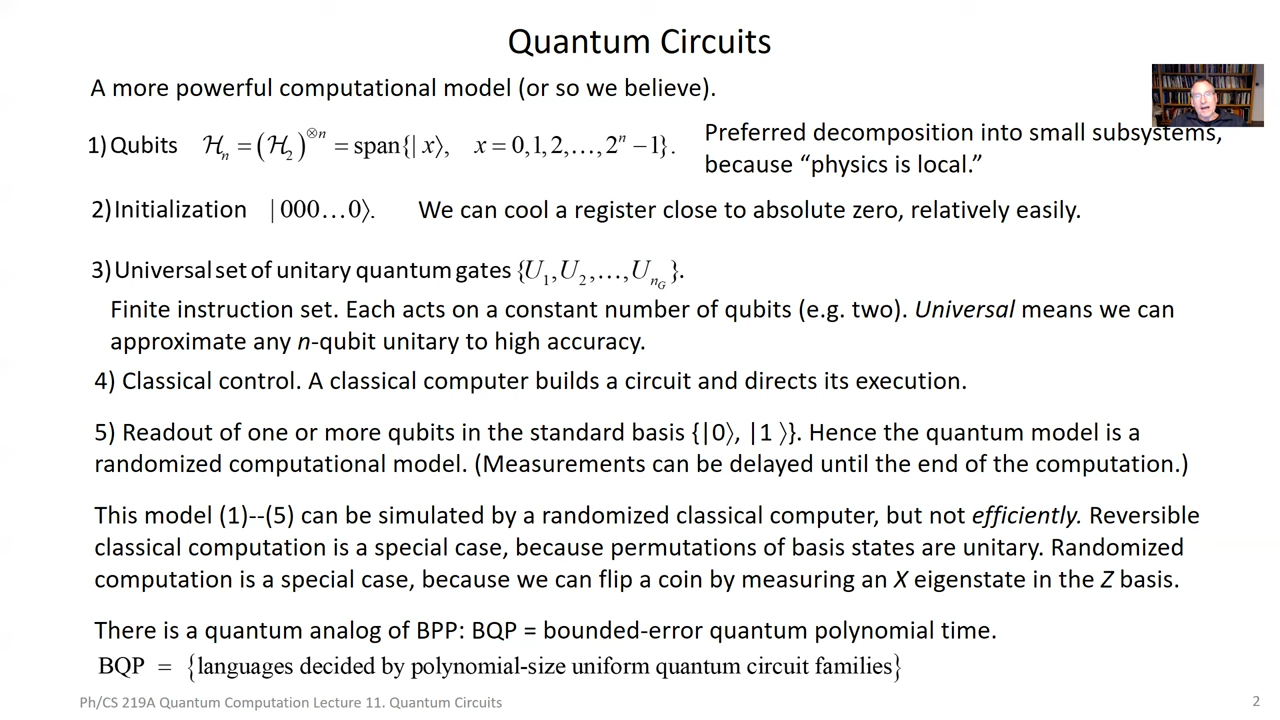 Quantum Circuits
A more powerful computational model (or so we believe).
1) Qubits ℋₙ = (ℋ₂)^⊗n = span{| x⟩, x = 0,1,2,…,2ⁿ −1}.
Preferred decomposition into small subsystems,
because “physics is local.”
2) Initialization | 000…0⟩. We can cool a register close to absolute zero, relatively easily.
3) Universal set of unitary quantum gates {U₁,U₂,…,U_{n_G}}.
Finite instruction set. Each acts on a constant number of qubits (e.g. two). Universal means we can
approximate any n-qubit unitary to high accuracy.
4) Classical control. A classical computer builds a circuit and directs its execution.
5) Readout of one or more qubits in the standard basis {|0⟩, |1 ⟩}. Hence the quantum model is a
randomized computational model. (Measurements can be delayed until the end of the computation.)
This model (1)--(5) can be simulated by a randomized classical computer, but not efficiently. Reversible
classical computation is a special case, because permutations of basis states are unitary. Randomized
computation is a special case, because we can flip a coin by measuring an X eigenstate in the Z basis.
There is a quantum analog of BPP: BQP = bounded-error quantum polynomial time.
BQP = {languages decided by polynomial-size uniform quantum circuit families}
Ph/CS 219A Quantum Computation Lecture 11. Quantum Circuits
2